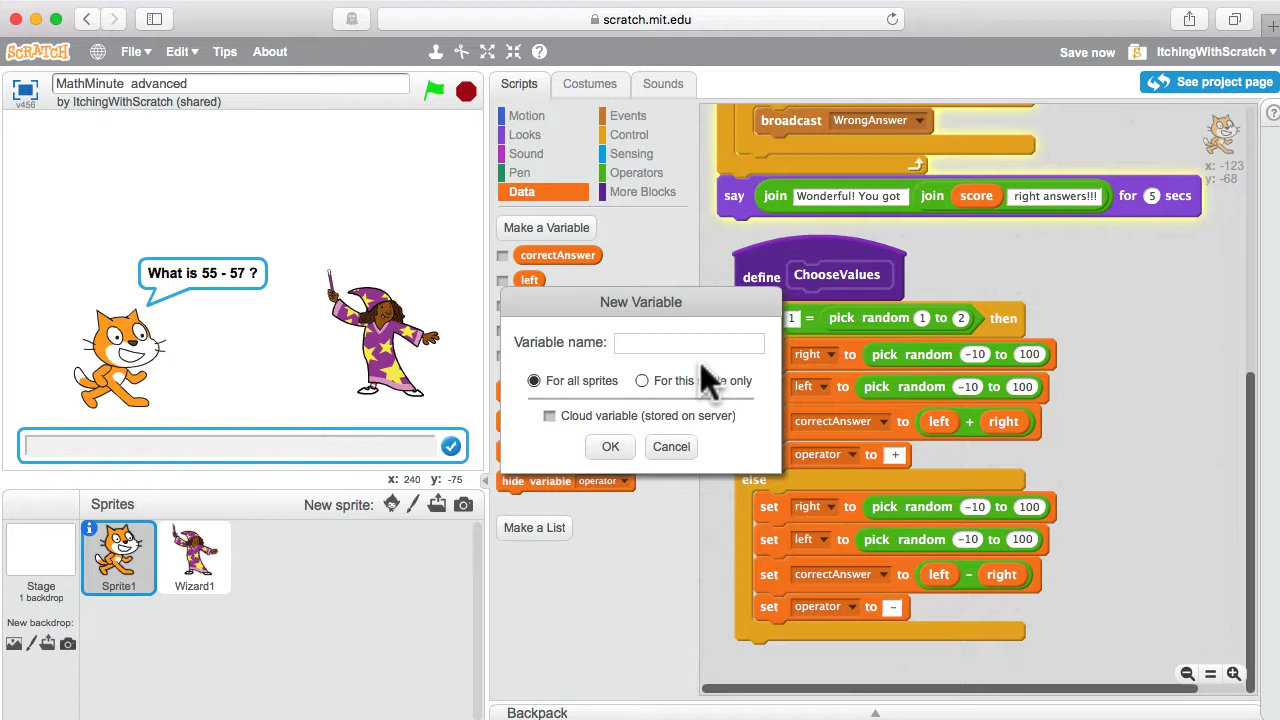 scratch.mit.edu
SCRATCH
File
Edit
Tips
About
Save now
S
ItchingWithScratch
v456
MathMinute advanced
by ItchingWithScratch (shared)
Scripts
Costumes
Sounds
See project page
Motion
Events
Looks
Control
Sound
Sensing
Pen
Operators
Data
More Blocks
Make a Variable
correctAnswer
left
New Variable
Variable name:
For all sprites
For this
only
Cloud variable (stored on server)
OK
Cancel
hide variable operator
Make a List
broadcast WrongAnswer
say join Wonderful! You got join score right answers!!! for 5 secs
define ChooseValues
1 = pick random 1 to 2 then
right to pick random -10 to 100
left to pick random -10 to 100
correctAnswer to left + right
operator to +
else
set right to pick random -10 to 100
set left to pick random -10 to 100
set correctAnswer to left - right
set operator to -
x: -123
y: -68
What is 55 - 57 ?
x: 240 y: -75
Sprites
New sprite:
Stage
1 backdrop
New backdrop:
Sprite1
Wizard1
Backpack